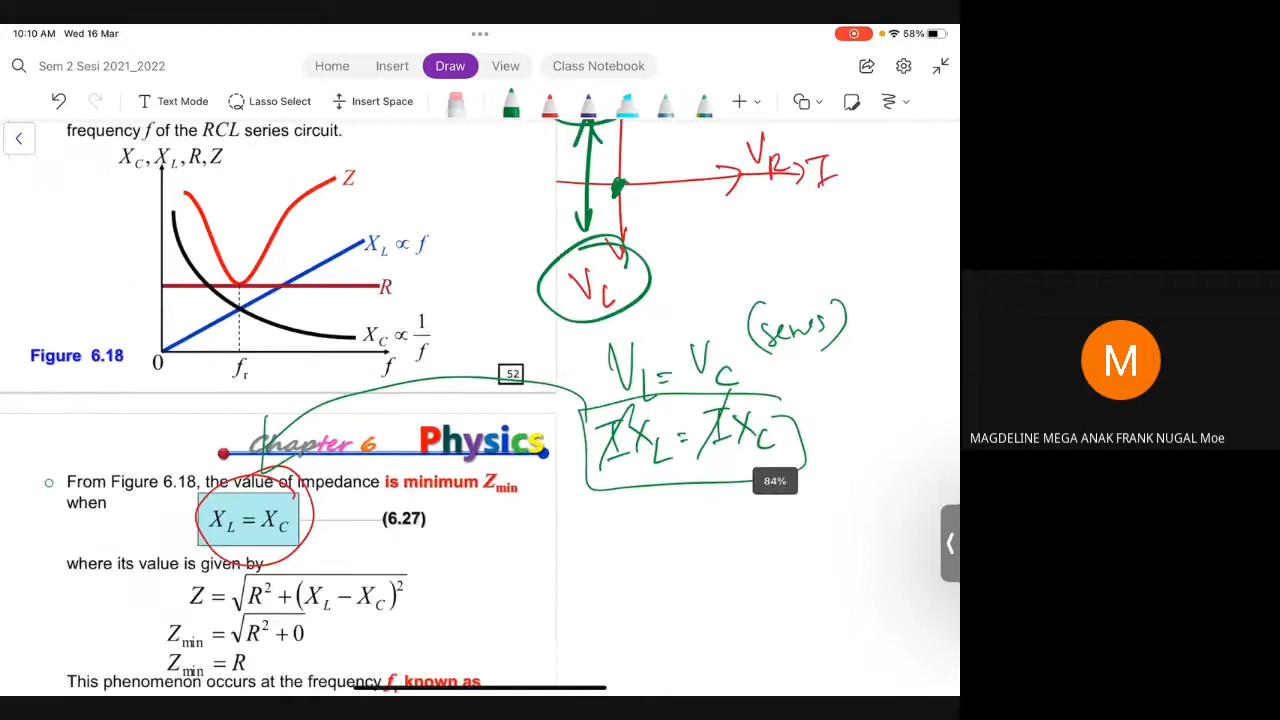 10:10 AM Wed 16 Mar
58%
Sem 2 Sesi 2021_2022
Home Insert Draw View Class Notebook
Text Mode Lasso Select Insert Space
frequency f of the RCL series circuit.
X_C, X_L, R, Z
Z
X_L ∝ f
R
X_C ∝ 1/f
Figure 6.18
0 f_r f
52
V_R I
V_C
(series)
V_L = V_C
I X_L = I X_C
84%
Chapter 6 Physics
From Figure 6.18, the value of impedance is minimum Z_min
when
X_L = X_C (6.27)
where its value is given by
Z = √(R² + (X_L − X_C)²)
Z_min = √(R² + 0)
Z_min = R
This phenomenon occurs at the frequency f_r known as
M
MAGDELINE MEGA ANAK FRANK NUGAL Moe